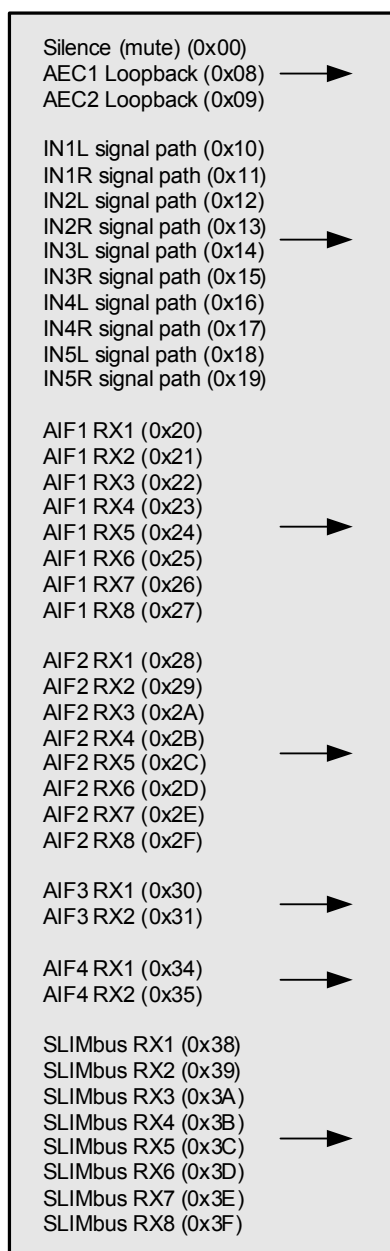 Silence (mute) (0x00)
AEC1 Loopback (0x08)
AEC2 Loopback (0x09)
IN1L signal path (0x10)
IN1R signal path (0x11)
IN2L signal path (0x12)
IN2R signal path (0x13)
IN3L signal path (0x14)
IN3R signal path (0x15)
IN4L signal path (0x16)
IN4R signal path (0x17)
IN5L signal path (0x18)
IN5R signal path (0x19)
AIF1 RX1 (0x20)
AIF1 RX2 (0x21)
AIF1 RX3 (0x22)
AIF1 RX4 (0x23)
AIF1 RX5 (0x24)
AIF1 RX6 (0x25)
AIF1 RX7 (0x26)
AIF1 RX8 (0x27)
AIF2 RX1 (0x28)
AIF2 RX2 (0x29)
AIF2 RX3 (0x2A)
AIF2 RX4 (0x2B)
AIF2 RX5 (0x2C)
AIF2 RX6 (0x2D)
AIF2 RX7 (0x2E)
AIF2 RX8 (0x2F)
AIF3 RX1 (0x30)
AIF3 RX2 (0x31)
AIF4 RX1 (0x34)
AIF4 RX2 (0x35)
SLIMbus RX1 (0x38)
SLIMbus RX2 (0x39)
SLIMbus RX3 (0x3A)
SLIMbus RX4 (0x3B)
SLIMbus RX5 (0x3C)
SLIMbus RX6 (0x3D)
SLIMbus RX7 (0x3E)
SLIMbus RX8 (0x3F)